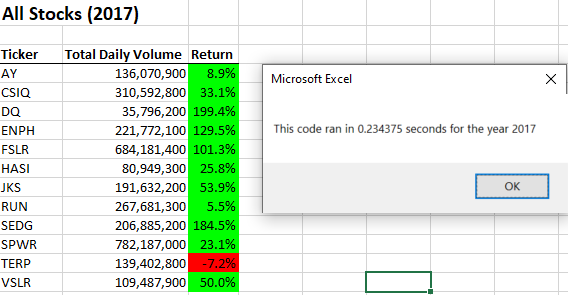 All Stocks (2017)
Ticker Total Daily Volume Return
AY 136,070,900 8.9%
CSIQ 310,592,800 33.1%
DQ 35,796,200 199.4%
ENPH 221,772,100 129.5%
FSLR 684,181,400 101.3%
HASI 80,949,300 25.8%
JKS 191,632,200 53.9%
RUN 267,681,300 5.5%
SEDG 206,885,200 184.5%
SPWR 782,187,000 23.1%
TERP 139,402,800 -7.2%
VSLR 109,487,900 50.0%
Microsoft Excel
This code ran in 0.234375 seconds for the year 2017
OK